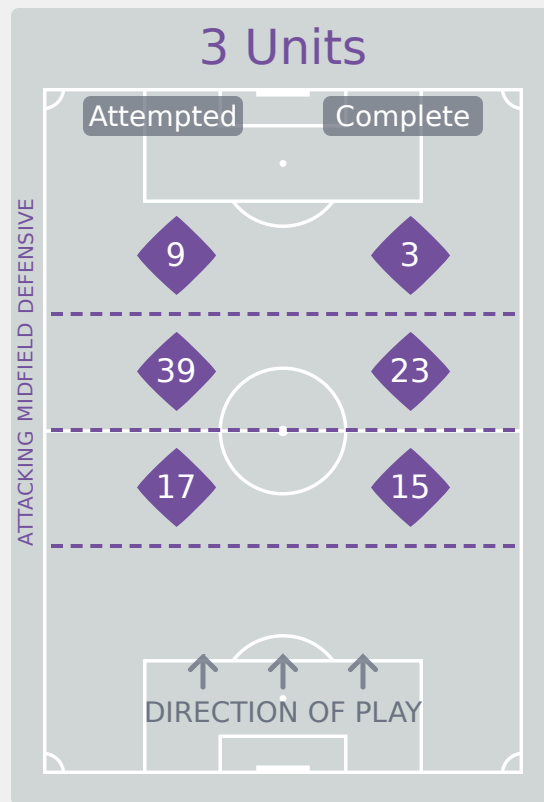 3 Units
Attempted Complete
9 3
39 23
17 15
ATTACKING MIDFIELD DEFENSIVE
DIRECTION OF PLAY